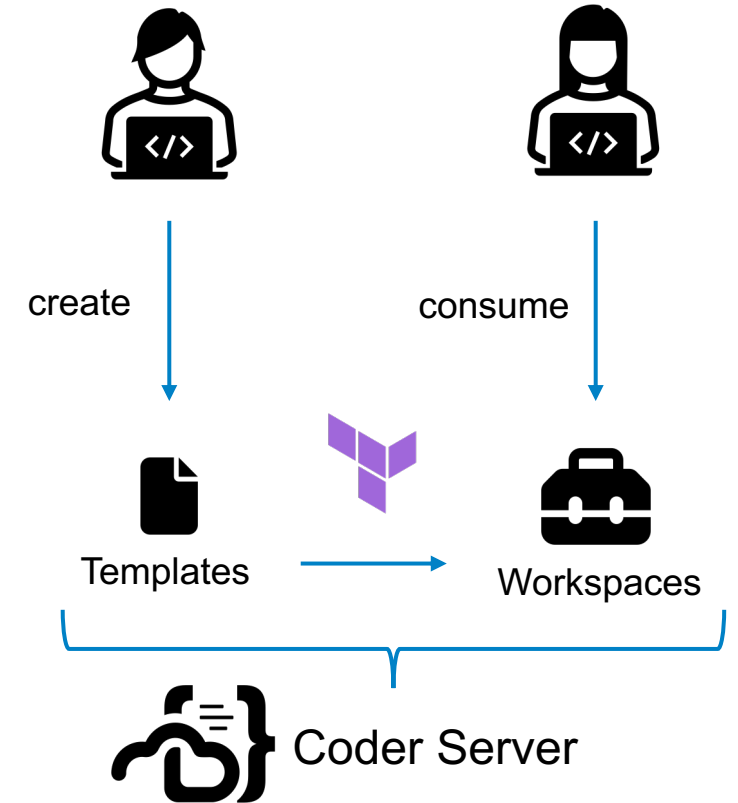 </> </>
create consume
Templates Workspaces
Coder Server